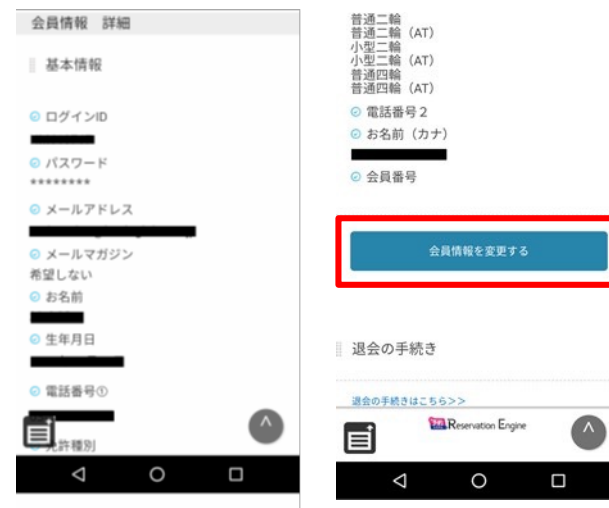 会員情報 詳細
基本情報
ログインID
パスワード
********
メールアドレス
メールマガジン
希望しない
お名前
生年月日
電話番号①
免許種別
普通二輪
普通二輪(AT)
小型二輪
小型二輪(AT)
普通四輪
普通四輪(AT)
電話番号2
お名前(カナ)
会員番号
会員情報を変更する
退会の手続き
退会の手続きはこちら>>
Reservation Engine